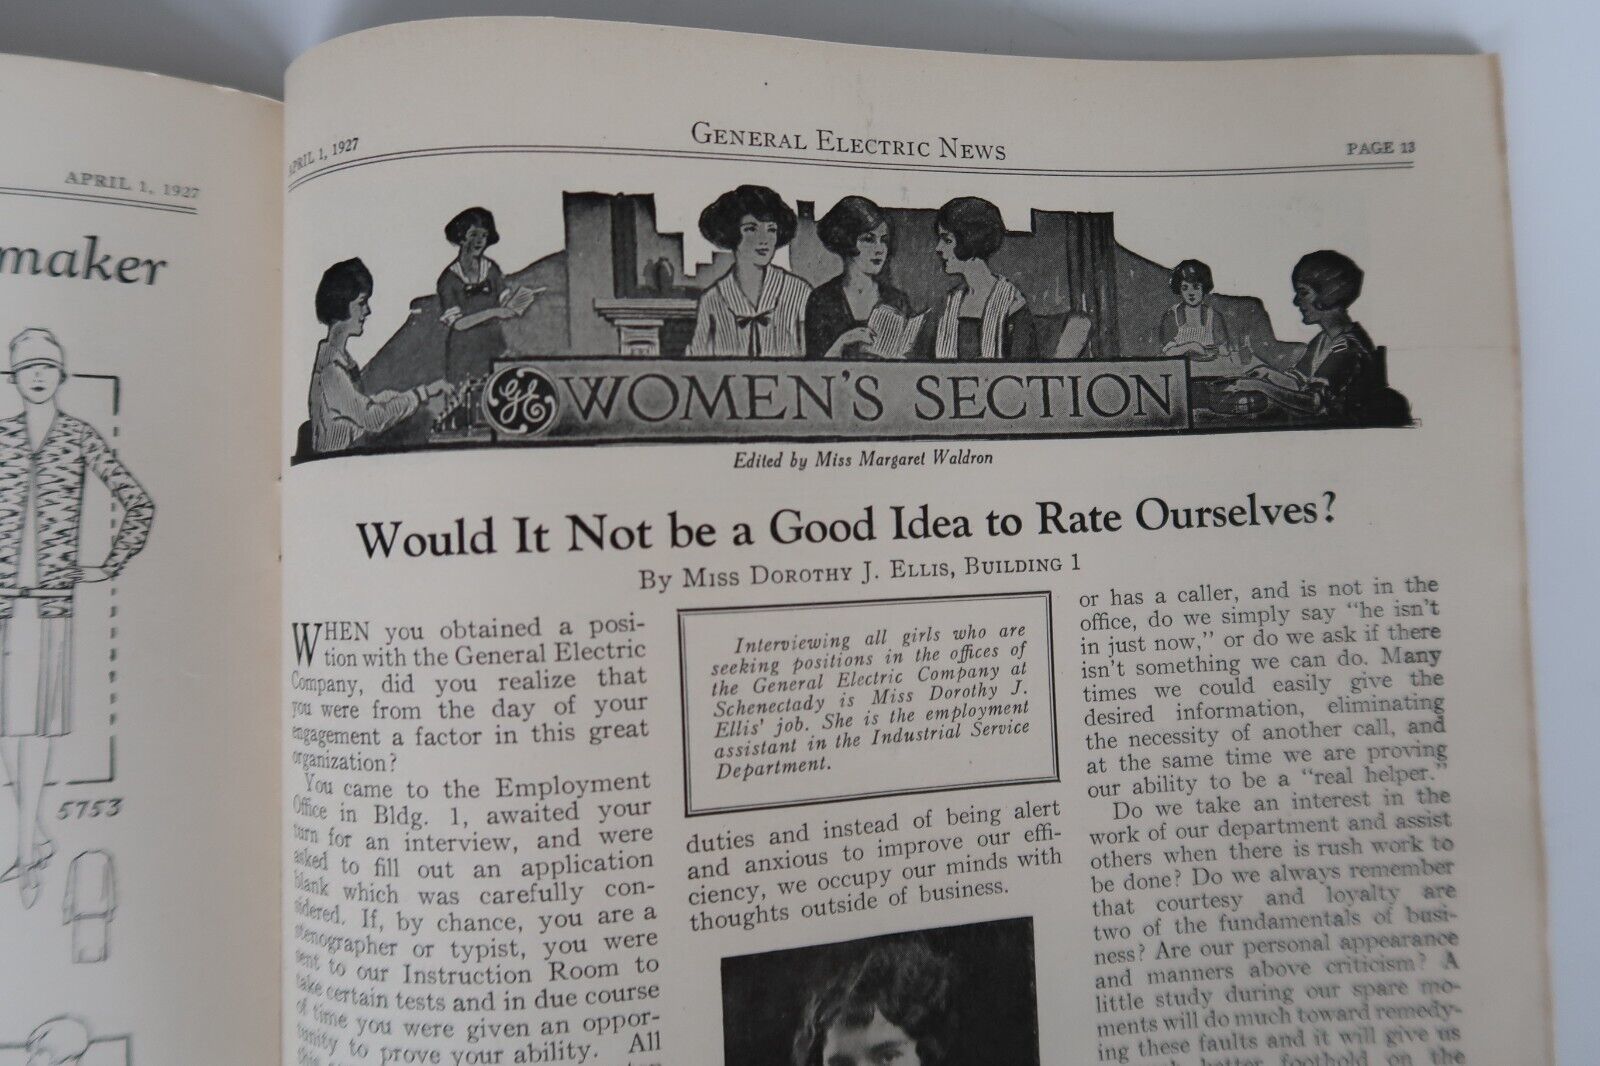 APRIL 1, 1927
maker
5753
APRIL 1, 1927
GENERAL ELECTRIC NEWS
PAGE 13
GE WOMEN'S SECTION
Edited by Miss Margaret Waldron
Would It Not be a Good Idea to Rate Ourselves?
By Miss Dorothy J. Ellis, Building 1
WHEN you obtained a posi-
tion with the General Electric
Company, did you realize that
you were from the day of your
engagement a factor in this great
organization?
You came to the Employment
Office in Bldg. 1, awaited your
turn for an interview, and were
asked to fill out an application
blank which was carefully con-
sidered. If, by chance, you are a
stenographer or typist, you were
sent to our Instruction Room to
take certain tests and in due course
of time you were given an oppor-
tunity to prove your ability. All
Interviewing all girls who are
seeking positions in the offices of
the General Electric Company at
Schenectady is Miss Dorothy J.
Ellis' job. She is the employment
assistant in the Industrial Service
Department.
duties and instead of being alert
and anxious to improve our effi-
ciency, we occupy our minds with
thoughts outside of business.
or has a caller, and is not in the
office, do we simply say "he isn't
in just now," or do we ask if there
isn't something we can do. Many
times we could easily give the
desired information, eliminating
the necessity of another call, and
at the same time we are proving
our ability to be a "real helper."
Do we take an interest in the
work of our department and assist
others when there is rush work to
be done? Do we always remember
that courtesy and loyalty are
two of the fundamentals of busi-
ness? Are our personal appearance
and manners above criticism? A
little study during our spare mo-
ments will do much toward remedy-
ing these faults and it will give us
better foothold on the